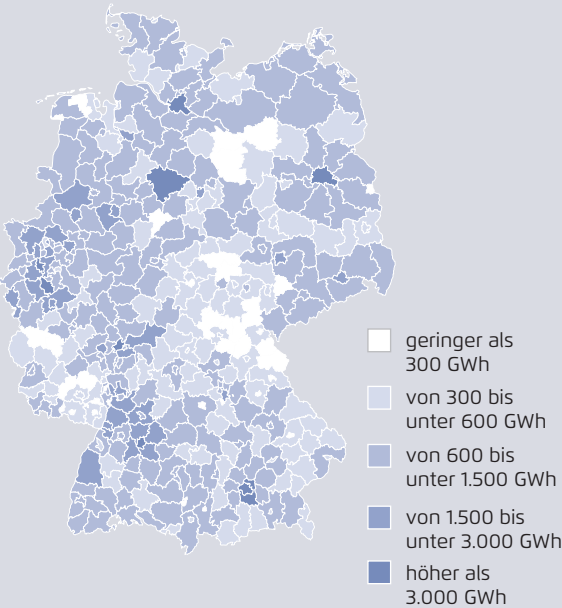 geringer als
300 GWh
von 300 bis
unter 600 GWh
von 600 bis
unter 1.500 GWh
von 1.500 bis
unter 3.000 GWh
höher als
3.000 GWh